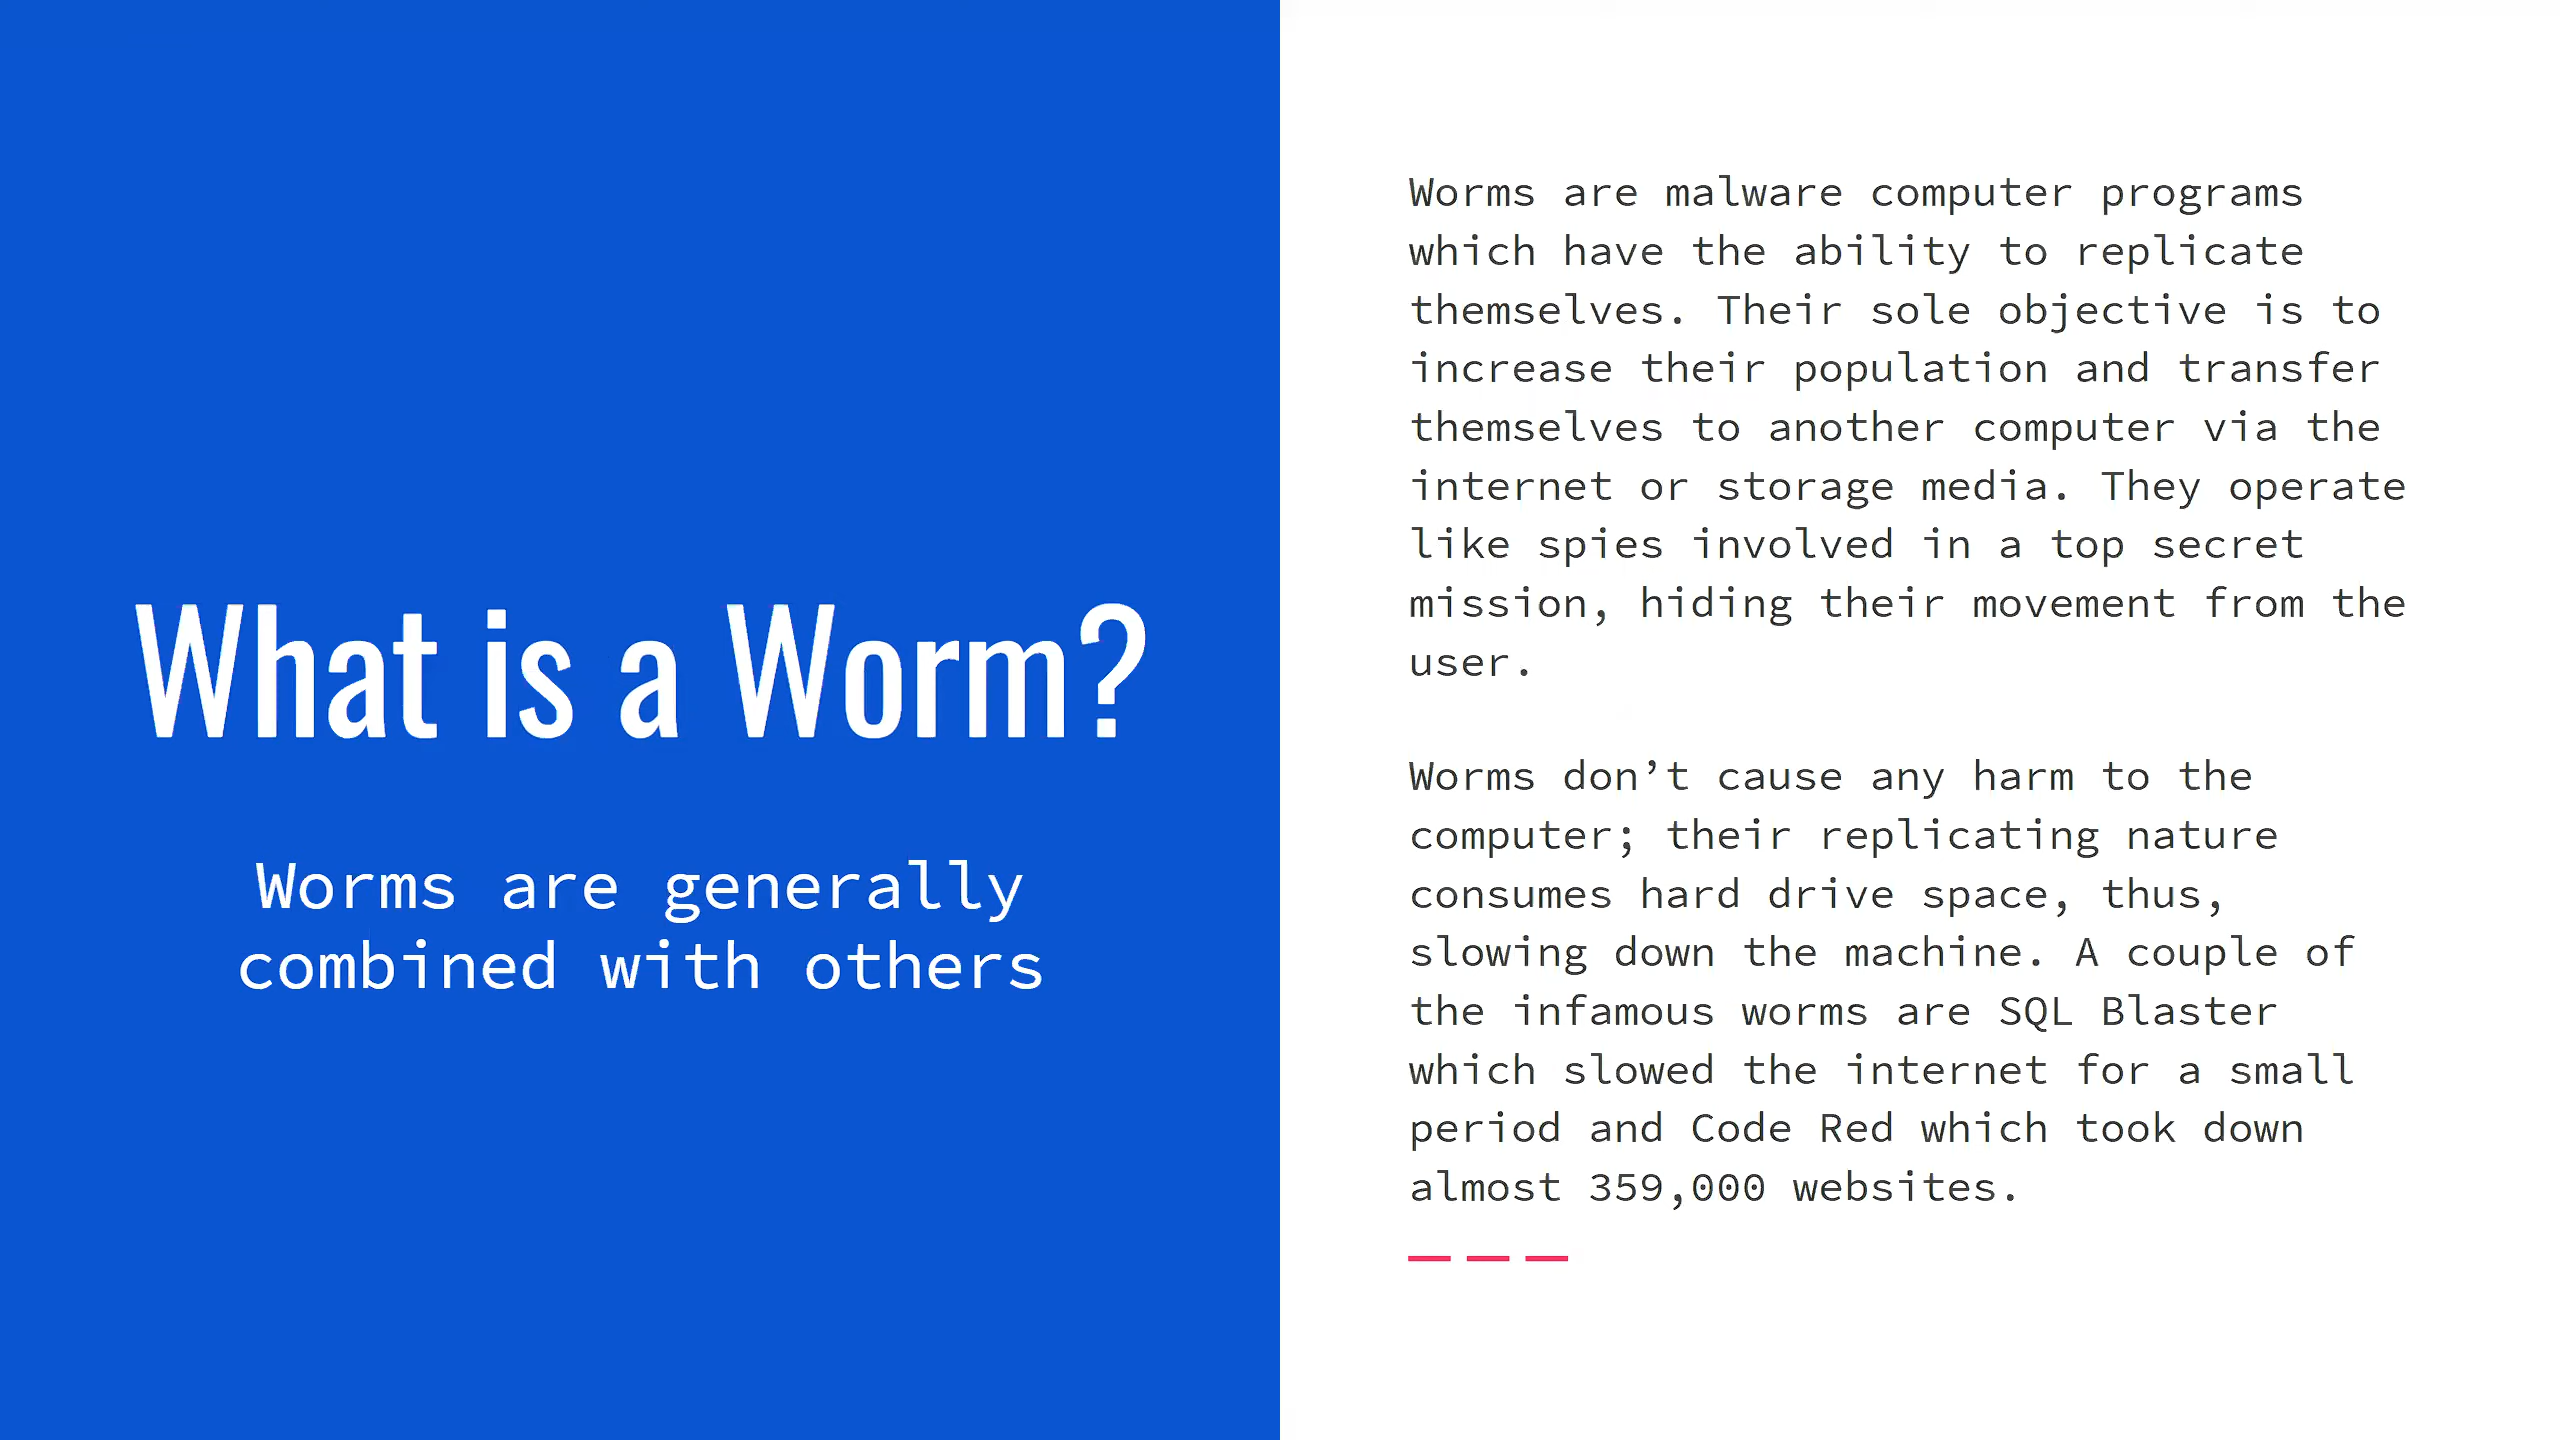 What is a Worm?
Worms are generally
combined with others
Worms are malware computer programs
which have the ability to replicate
themselves. Their sole objective is to
increase their population and transfer
themselves to another computer via the
internet or storage media. They operate
like spies involved in a top secret
mission, hiding their movement from the
user.
Worms don’t cause any harm to the
computer; their replicating nature
consumes hard drive space, thus,
slowing down the machine. A couple of
the infamous worms are SQL Blaster
which slowed the internet for a small
period and Code Red which took down
almost 359,000 websites.